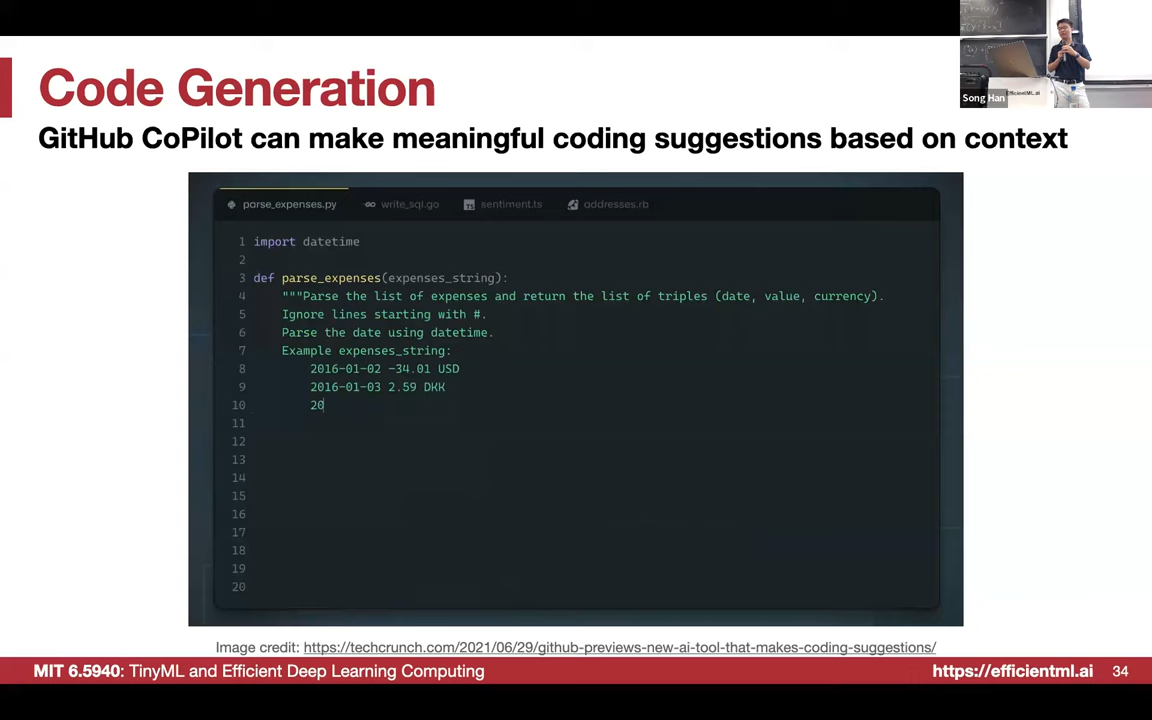 Code Generation
GitHub CoPilot can make meaningful coding suggestions based on context
Song Han
EfficientML.ai
parse_expenses.py
write_sql.go
TS
sentiment.ts
addresses.rb
1 import datetime
2
3 def parse_expenses(expenses_string):
4 """Parse the list of expenses and return the list of triples (date, value, currency).
5 Ignore lines starting with #.
6 Parse the date using datetime.
7 Example expenses_string:
8 2016-01-02 -34.01 USD
9 2016-01-03 2.59 DKK
10 20
11
12
13
14
15
16
17
18
19
20
Image credit: https://techcrunch.com/2021/06/29/github-previews-new-ai-tool-that-makes-coding-suggestions/
MIT 6.5940: TinyML and Efficient Deep Learning Computing
https://efficientml.ai
34